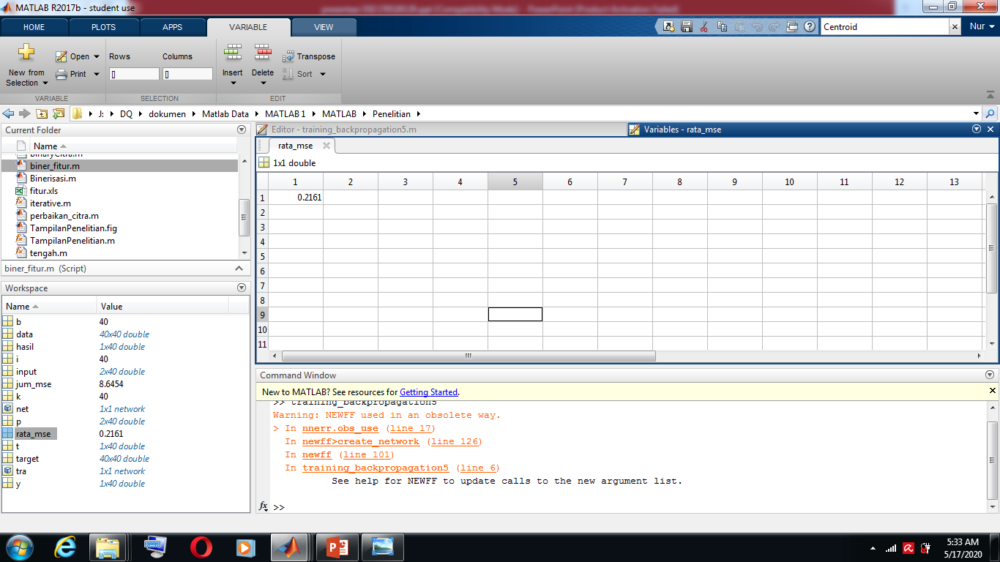 MATLAB R2017b - student use
HOME PLOTS APPS VARIABLE VIEW
Centroid
Nur
New from Selection
Open
Print
Rows Columns
[] []
Insert Delete
Transpose
Sort
VARIABLE SELECTION EDIT
J: DQ dokumen Matlab Data MATLAB 1 MATLAB Penelitian
Current Folder
Name
binaryCitra.m
biner_fitur.m
Binerisasi.m
fitur.xls
iterative.m
perbaikan_citra.m
TampilanPenelitian.fig
TampilanPenelitian.m
tengah.m
biner_fitur.m (Script)
Workspace
Name Value
b 40
data 40x40 double
hasil 1x40 double
i 40
input 2x40 double
jum_mse 8.6454
k 40
net 1x1 network
p 2x40 double
rata_mse 0.2161
t 1x40 double
target 40x40 double
tra 1x1 network
y 1x40 double
Editor - training_backpropagation5.m
Variables - rata_mse
rata_mse
1x1 double
1 2 3 4 5 6 7 8 9 10 11 12 13
1 0.2161
2
3
4
5
6
7
8
9
10
11
Command Window
New to MATLAB? See resources for Getting Started.
>> training_backpropagation5
Warning: NEWFF used in an obsolete way.
> In nnerr.obs_use (line 17)
In newff>create_network (line 126)
In newff (line 101)
In training_backpropagation5 (line 6)
See help for NEWFF to update calls to the new argument list.
fx >>
5:33 AM
5/17/2020